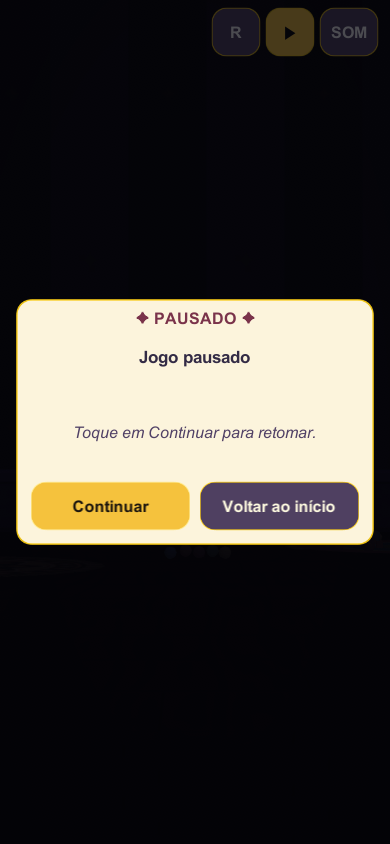 R SOM
✦ PAUSADO ✦
Jogo pausado
Toque em Continuar para retomar.
Continuar Voltar ao início